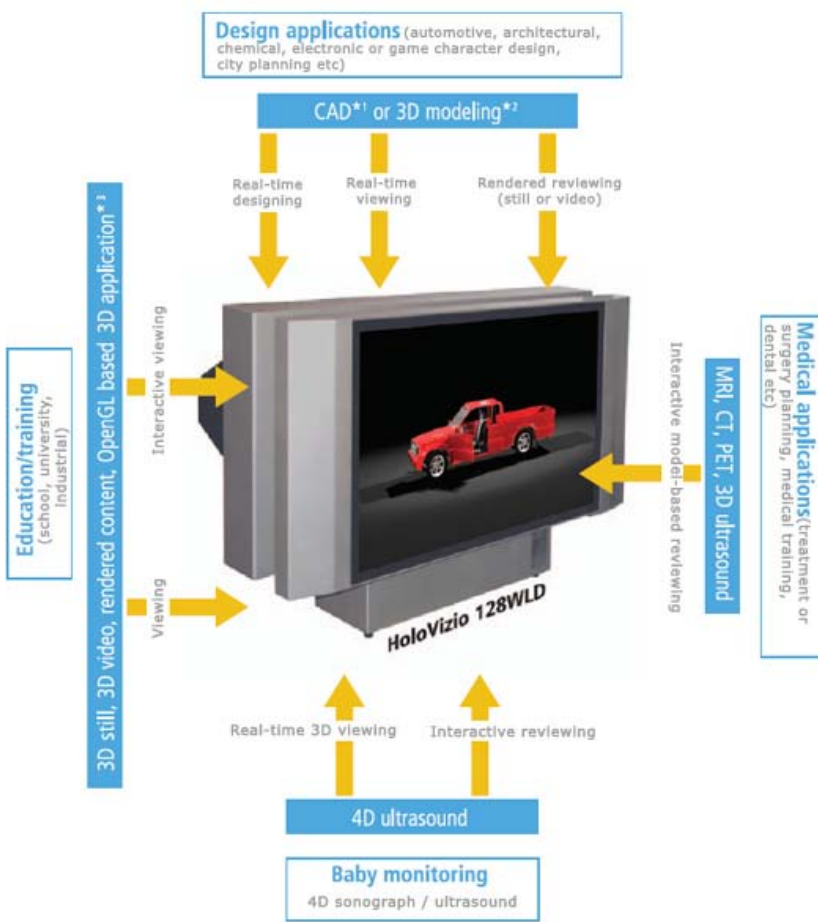 Design applications (automotive, architectural,
chemical, electronic or game character design,
city planning etc)
CAD*¹ or 3D modeling*²
Real-time
designing
Real-time
viewing
Rendered reviewing
(still or video)
Education/training
(school, university,
industrial)
3D still, 3D video, rendered content, OpenGL based 3D application*³
Interactive viewing
Viewing
HoloVizio 128WLD
Interactive model-based reviewing
MRI, CT, PET, 3D ultrasound
Medical applications (treatment or
surgery planning, medical training,
dental etc)
Real-time 3D viewing
Interactive reviewing
4D ultrasound
Baby monitoring
4D sonograph / ultrasound